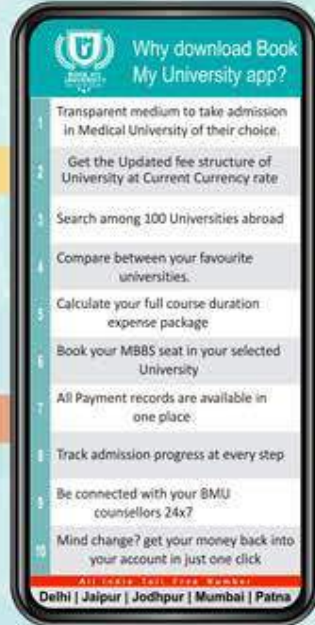 BOOK MY
UNIVERSITY
Why download Book
My University app?
1
Transparent medium to take admission
in Medical University of their choice.
2
Get the Updated fee structure of
University at Current Currency rate
3
Search among 100 Universities abroad
4
Compare between your favourite
universities.
5
Calculate your full course duration
expense package
6
Book your MBBS seat in your selected
University
7
All Payment records are available in
one place
8
Track admission progress at every step
9
Be connected with your BMU
counsellors 24x7
10
Mind change? get your money back into
your account in just one click
All India Toll Free Number
Delhi | Jaipur | Jodhpur | Mumbai | Patna